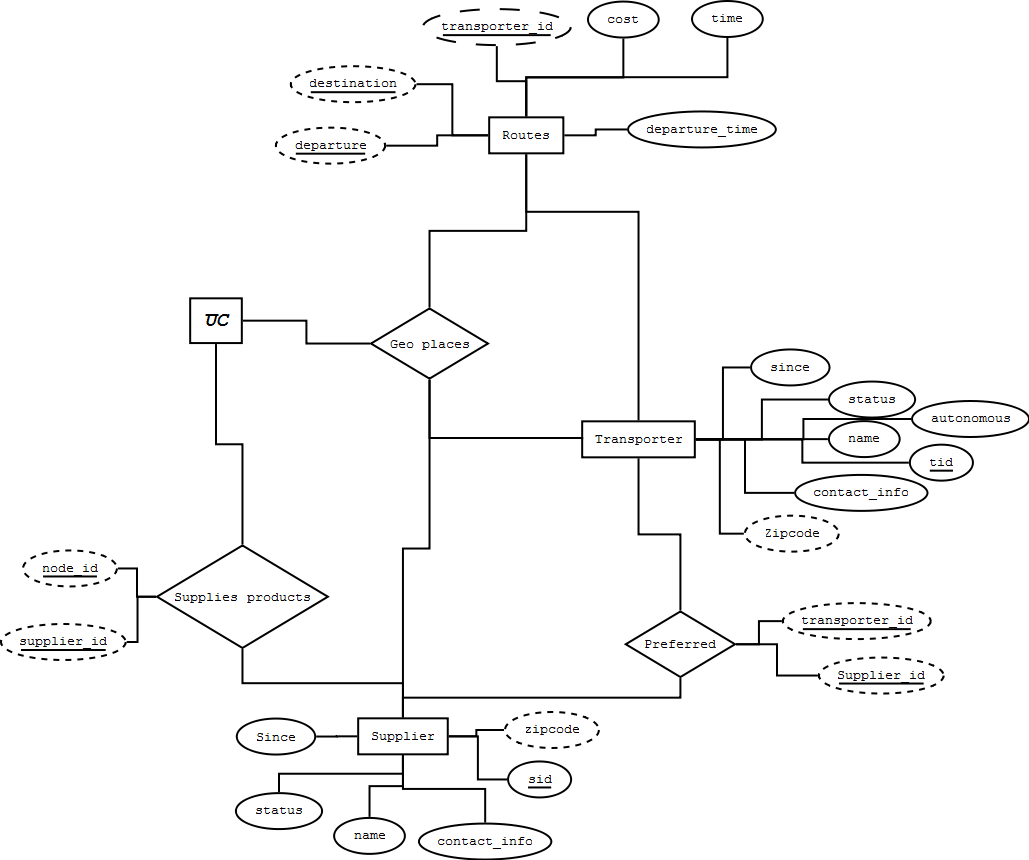 transporter_id
cost
time
destination
departure
Routes
departure_time
UC
Geo places
since
status
autonomous
Transporter
name
tid
contact_info
Zipcode
node_id
Supplies products
supplier_id
transporter_id
Preferred
Supplier_id
Since
Supplier
zipcode
sid
status
name
contact_info